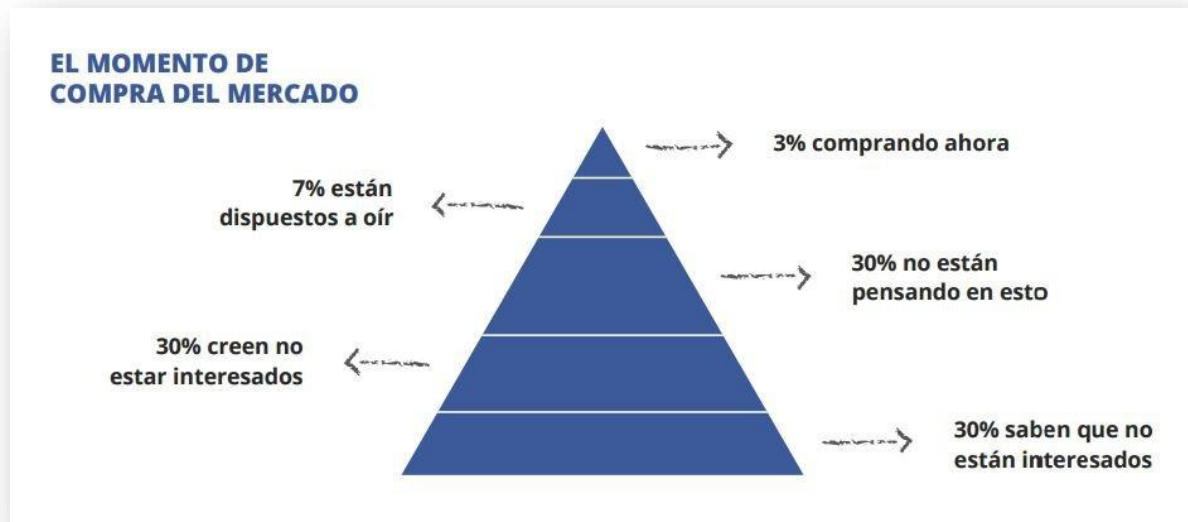 EL MOMENTO DE
COMPRA DEL MERCADO
3% comprando ahora
7% están
dispuestos a oír
30% no están
pensando en esto
30% creen no
estar interesados
30% saben que no
están interesados